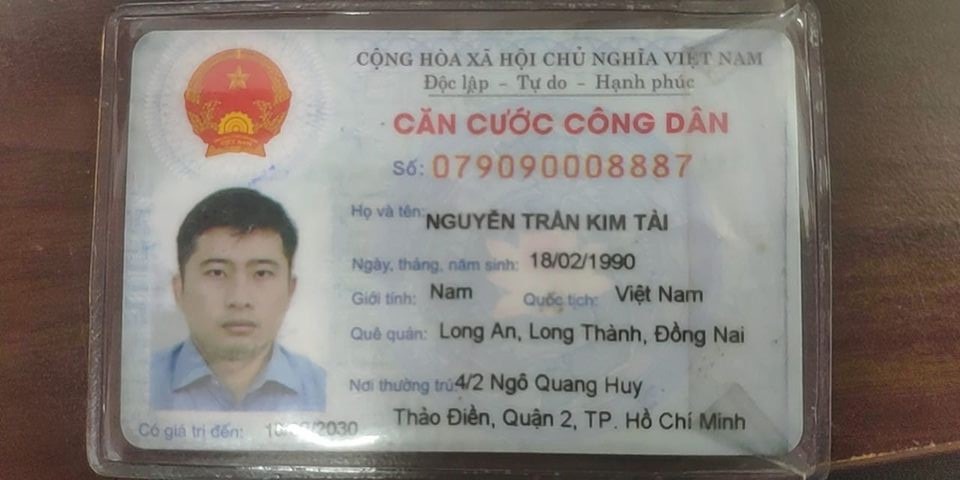 CỘNG HÒA XÃ HỘI CHỦ NGHĨA VIỆT NAM
Độc lập - Tự do - Hạnh phúc
CĂN CƯỚC CÔNG DÂN
Số: 079090008887
Họ và tên: NGUYỄN TRẦN KIM TÀI
Ngày, tháng, năm sinh: 18/02/1990
Giới tính: Nam Quốc tịch: Việt Nam
Quê quán: Long An, Long Thành, Đồng Nai
Nơi thường trú: 4/2 Ngô Quang Huy
Thảo Điền, Quận 2, TP. Hồ Chí Minh
Có giá trị đến: